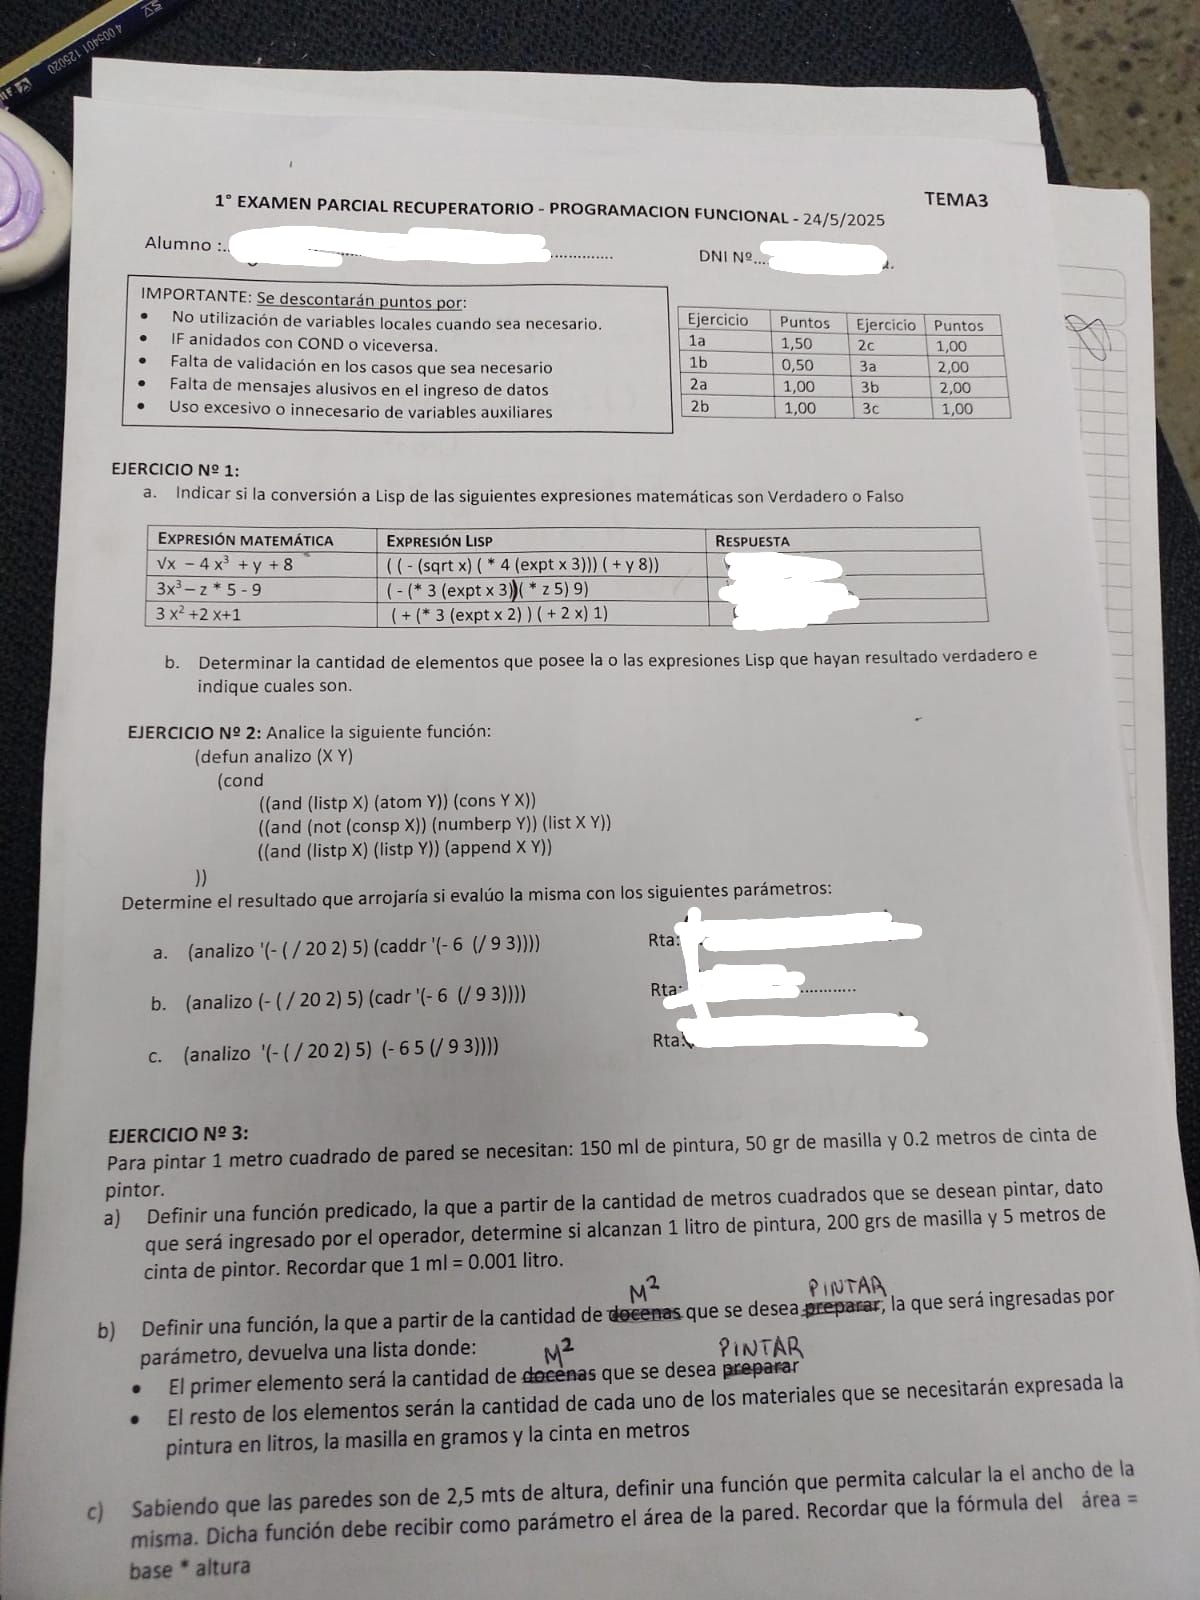 4 005401 125020
1° EXAMEN PARCIAL RECUPERATORIO - PROGRAMACION FUNCIONAL - 24/5/2025
TEMA3
Alumno :..
DNI Nº....
IMPORTANTE: Se descontarán puntos por:
• No utilización de variables locales cuando sea necesario.
• IF anidados con COND o viceversa.
• Falta de validación en los casos que sea necesario
• Falta de mensajes alusivos en el ingreso de datos
• Uso excesivo o innecesario de variables auxiliares
Ejercicio Puntos Ejercicio Puntos
1a 1,50 2c 1,00
1b 0,50 3a 2,00
2a 1,00 3b 2,00
2b 1,00 3c 1,00
EJERCICIO Nº 1:
a. Indicar si la conversión a Lisp de las siguientes expresiones matemáticas son Verdadero o Falso
EXPRESIÓN MATEMÁTICA EXPRESIÓN LISP RESPUESTA
√x - 4 x³ + y + 8 ( ( - (sqrt x) ( * 4 (expt x 3))) ( + y 8))
3x³ – z * 5 - 9 ( - (* 3 (expt x 3))( * z 5) 9)
3 x² +2 x+1 ( + (* 3 (expt x 2) ) ( + 2 x) 1)
b. Determinar la cantidad de elementos que posee la o las expresiones Lisp que hayan resultado verdadero e
indique cuales son.
EJERCICIO Nº 2: Analice la siguiente función:
(defun analizo (X Y)
(cond
((and (listp X) (atom Y)) (cons Y X))
((and (not (consp X)) (numberp Y)) (list X Y))
((and (listp X) (listp Y)) (append X Y))
))
Determine el resultado que arrojaría si evalúo la misma con los siguientes parámetros:
a. (analizo '(- ( / 20 2) 5) (caddr '(- 6 (/ 9 3)))) Rta:
b. (analizo (- ( / 20 2) 5) (cadr '(- 6 (/ 9 3)))) Rta:
c. (analizo '(- ( / 20 2) 5) (- 6 5 (/ 9 3)))) Rta:
EJERCICIO Nº 3:
Para pintar 1 metro cuadrado de pared se necesitan: 150 ml de pintura, 50 gr de masilla y 0.2 metros de cinta de
pintor.
a) Definir una función predicado, la que a partir de la cantidad de metros cuadrados que se desean pintar, dato
que será ingresado por el operador, determine si alcanzan 1 litro de pintura, 200 grs de masilla y 5 metros de
cinta de pintor. Recordar que 1 ml = 0.001 litro.
M² PINTAR
b) Definir una función, la que a partir de la cantidad de docenas que se desea preparar, la que será ingresadas por
parámetro, devuelva una lista donde:
M² PINTAR
• El primer elemento será la cantidad de docenas que se desea preparar
• El resto de los elementos serán la cantidad de cada uno de los materiales que se necesitarán expresada la
pintura en litros, la masilla en gramos y la cinta en metros
c) Sabiendo que las paredes son de 2,5 mts de altura, definir una función que permita calcular la el ancho de la
misma. Dicha función debe recibir como parámetro el área de la pared. Recordar que la fórmula del área =
base * altura